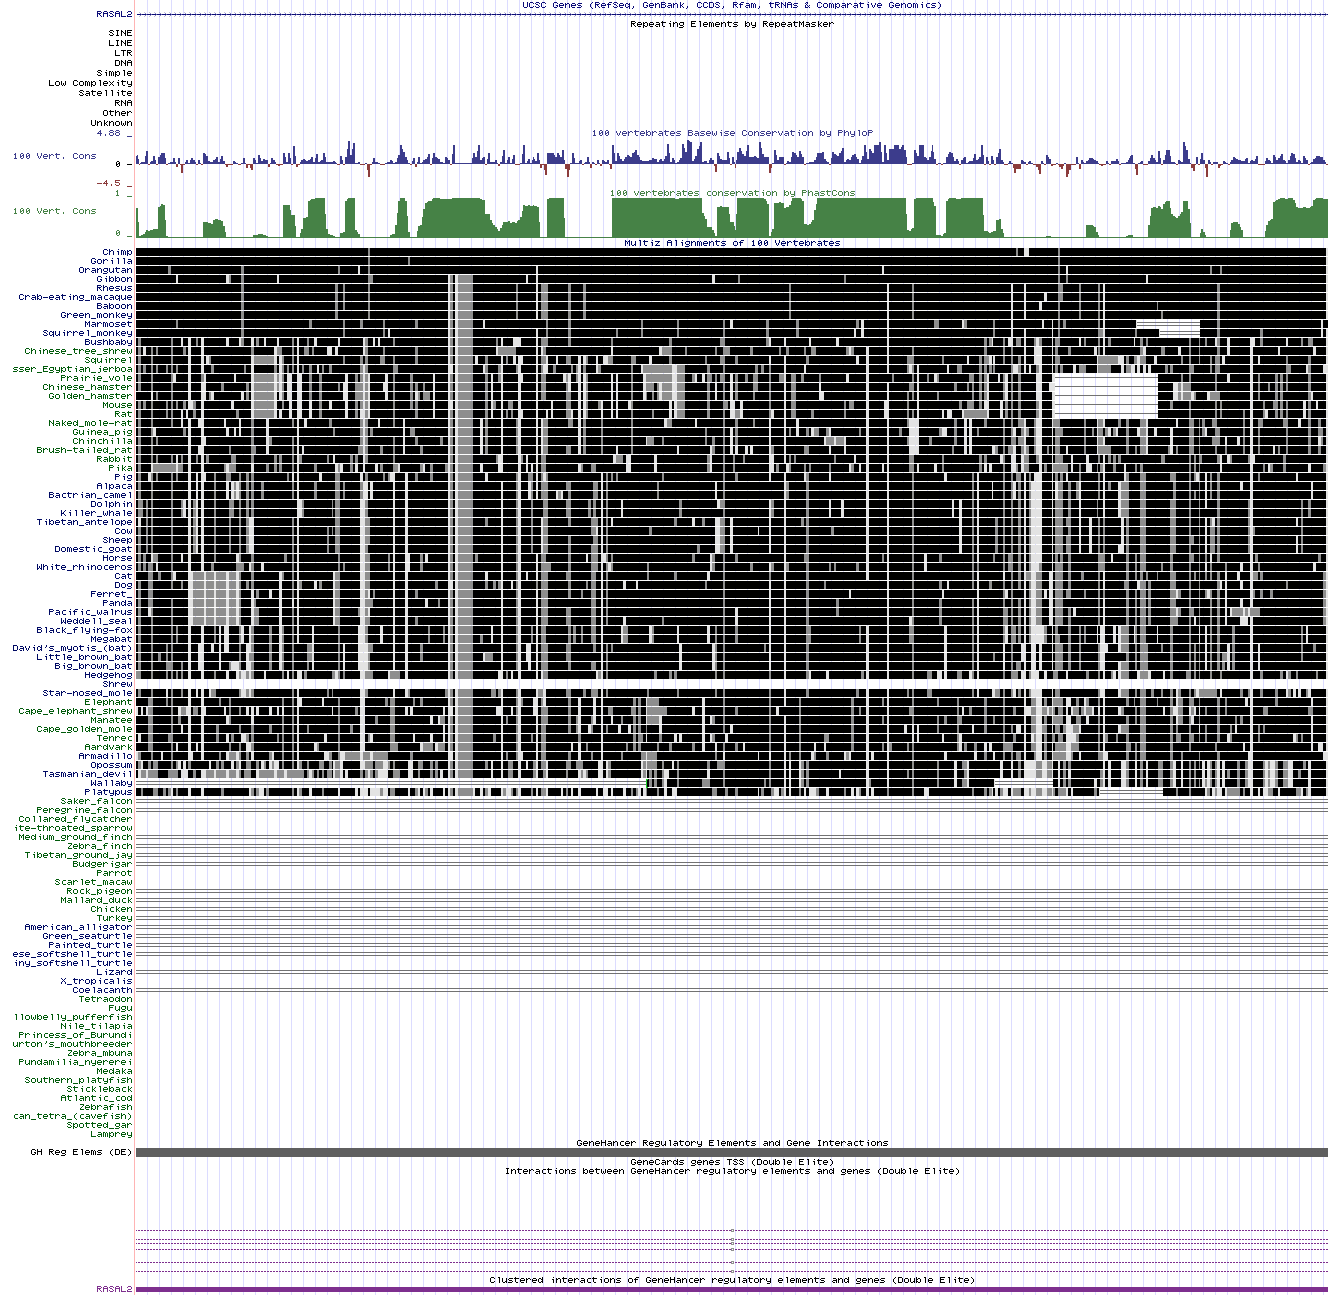 UCSC Genes (RefSeq, GenBank, CCDS, Rfam, tRNAs & Comparative Genomics)
RASAL2
Repeating Elements by RepeatMasker
SINE
LINE
LTR
DNA
Simple
Low Complexity
Satellite
RNA
Other
Unknown
4.88 _
100 vertebrates Basewise Conservation by PhyloP
100 Vert. Cons
0 _
-4.5 _
100 vertebrates conservation by PhastCons
1 _
100 Vert. Cons
0 _
Multiz Alignments of 100 Vertebrates
Chimp
Gorilla
Orangutan
Gibbon
Rhesus
Crab-eating_macaque
Baboon
Green_monkey
Marmoset
Squirrel_monkey
Bushbaby
Chinese_tree_shrew
Squirrel
sser_Egyptian_jerboa
Prairie_vole
Chinese_hamster
Golden_hamster
Mouse
Rat
Naked_mole-rat
Guinea_pig
Chinchilla
Brush-tailed_rat
Rabbit
Pika
Pig
Alpaca
Bactrian_camel
Dolphin
Killer_whale
Tibetan_antelope
Cow
Sheep
Domestic_goat
Horse
White_rhinoceros
Cat
Dog
Ferret_
Panda
Pacific_walrus
Weddell_seal
Black_flying-fox
Megabat
David's_myotis_(bat)
Little_brown_bat
Big_brown_bat
Hedgehog
Shrew
Star-nosed_mole
Elephant
Cape_elephant_shrew
Manatee
Cape_golden_mole
Tenrec
Aardvark
Armadillo
Opossum
Tasmanian_devil
Wallaby
Platypus
Saker_falcon
Peregrine_falcon
Collared_flycatcher
ite-throated_sparrow
Medium_ground_finch
Zebra_finch
Tibetan_ground_jay
Budgerigar
Parrot
Scarlet_macaw
Rock_pigeon
Mallard_duck
Chicken
Turkey
American_alligator
Green_seaturtle
Painted_turtle
ese_softshell_turtle
iny_softshell_turtle
Lizard
X_tropicalis
Coelacanth
Tetraodon
Fugu
llowbelly_pufferfish
Nile_tilapia
Princess_of_Burundi
urton's_mouthbreeder
Zebra_mbuna
Pundamilia_nyererei
Medaka
Southern_platyfish
Stickleback
Atlantic_cod
Zebrafish
can_tetra_(cavefish)
Spotted_gar
Lamprey
GeneHancer Regulatory Elements and Gene Interactions
GH Reg Elems (DE)
GeneCards genes TSS (Double Elite)
Interactions between GeneHancer regulatory elements and genes (Double Elite)
Clustered interactions of GeneHancer regulatory elements and genes (Double Elite)
RASAL2